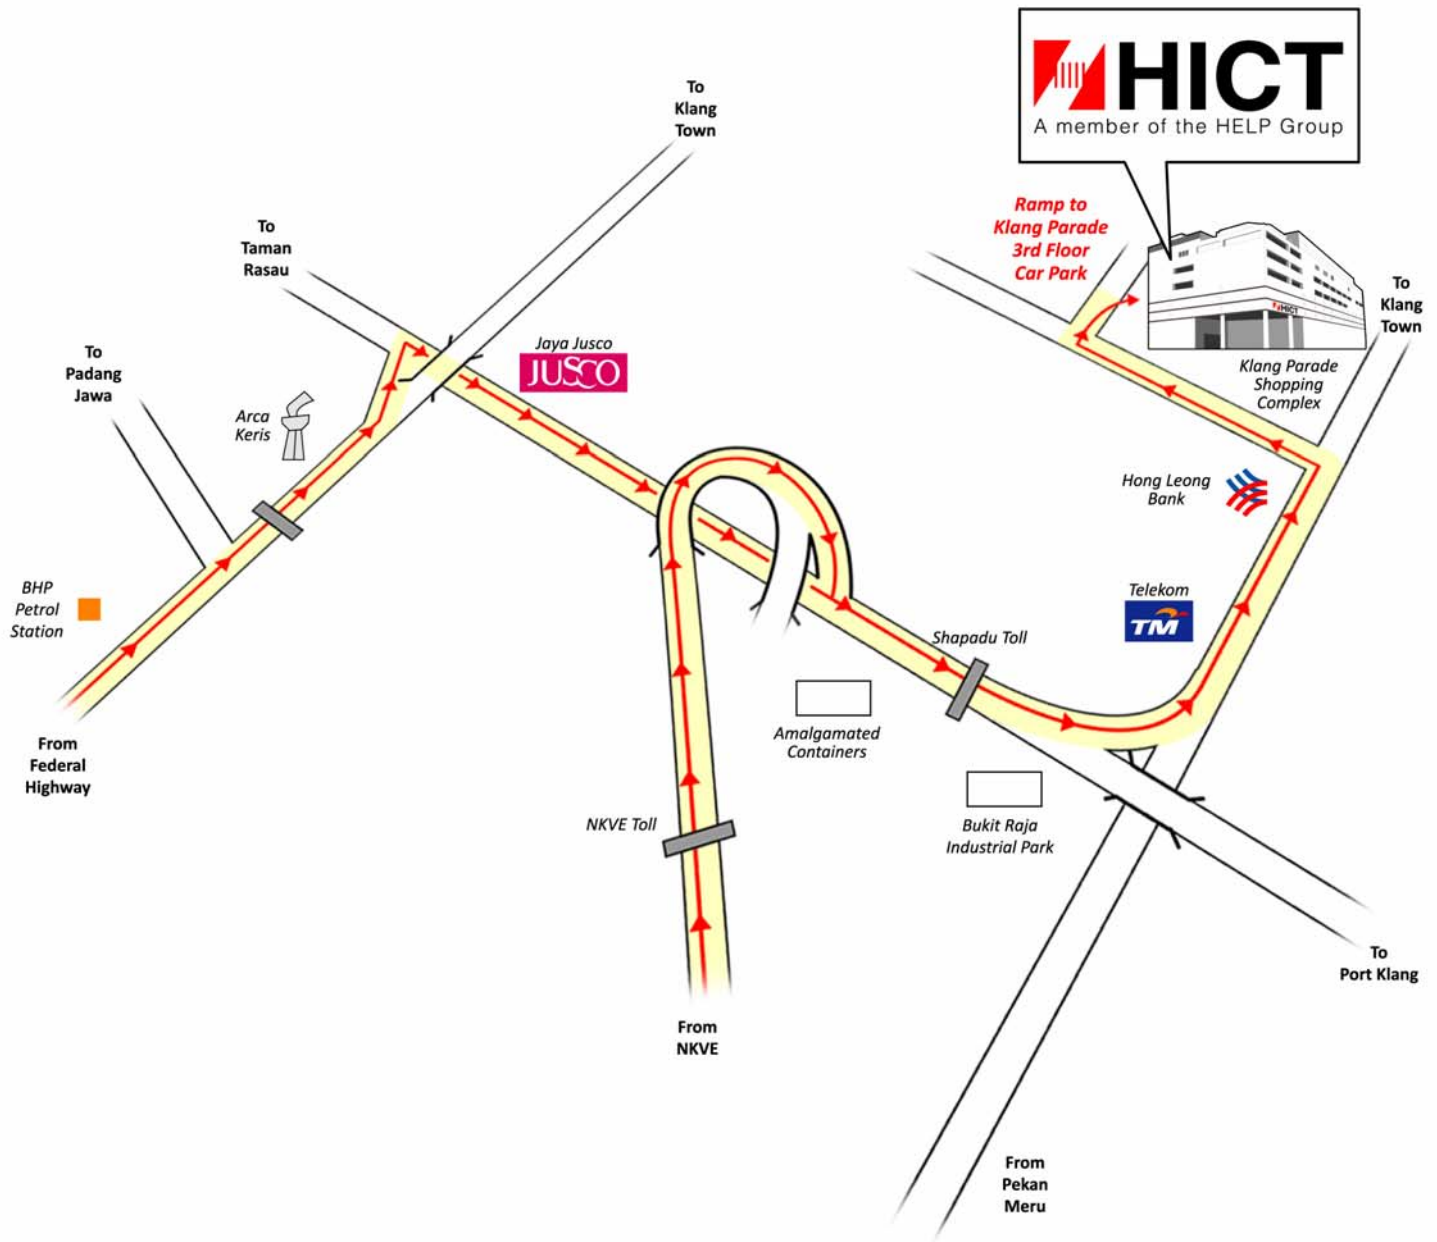 HICT
A member of the HELP Group
To
Klang
Town
Ramp to
Klang Parade
3rd Floor
Car Park
To
Taman
Rasau
HICT
To
Klang
Town
Jaya Jusco
JUSCO
To
Padang
Jawa
Klang Parade
Shopping
Complex
Arca
Keris
Hong Leong
Bank
BHP
Petrol
Station
Telekom
TM
Shapadu Toll
From
Federal
Highway
Amalgamated
Containers
NKVE Toll
Bukit Raja
Industrial Park
To
Port Klang
From
NKVE
From
Pekan
Meru